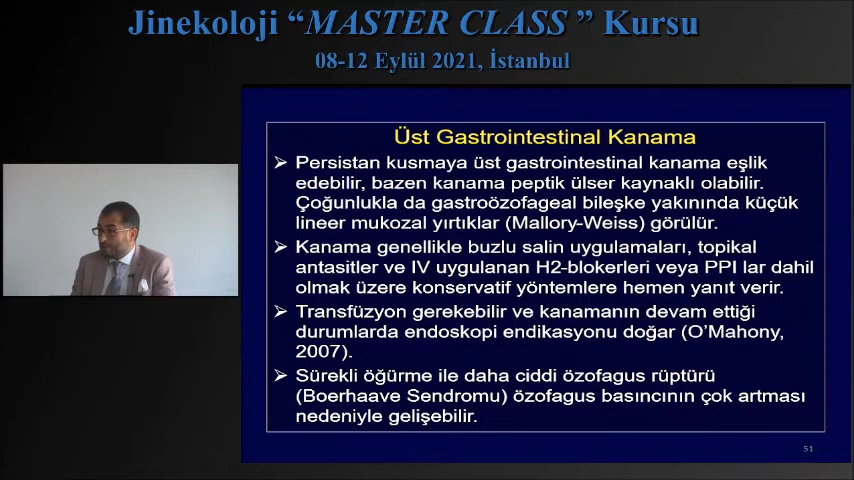 Jinekoloji “MASTER CLASS ” Kursu
08-12 Eylül 2021, İstanbul
Üst Gastrointestinal Kanama
➢ Persistan kusmaya üst gastrointestinal kanama eşlik
edebilir, bazen kanama peptik ülser kaynaklı olabilir.
Çoğunlukla da gastroözofageal bileşke yakınında küçük
lineer mukozal yırtıklar (Mallory-Weiss) görülür.
➢ Kanama genellikle buzlu salin uygulamaları, topikal
antasitler ve IV uygulanan H2-blokerleri veya PPI lar dahil
olmak üzere konservatif yöntemlere hemen yanıt verir.
➢ Transfüzyon gerekebilir ve kanamanın devam ettiği
durumlarda endoskopi endikasyonu doğar (O’Mahony,
2007).
➢ Sürekli öğürme ile daha ciddi özofagus rüptürü
(Boerhaave Sendromu) özofagus basıncının çok artması
nedeniyle gelişebilir.
51